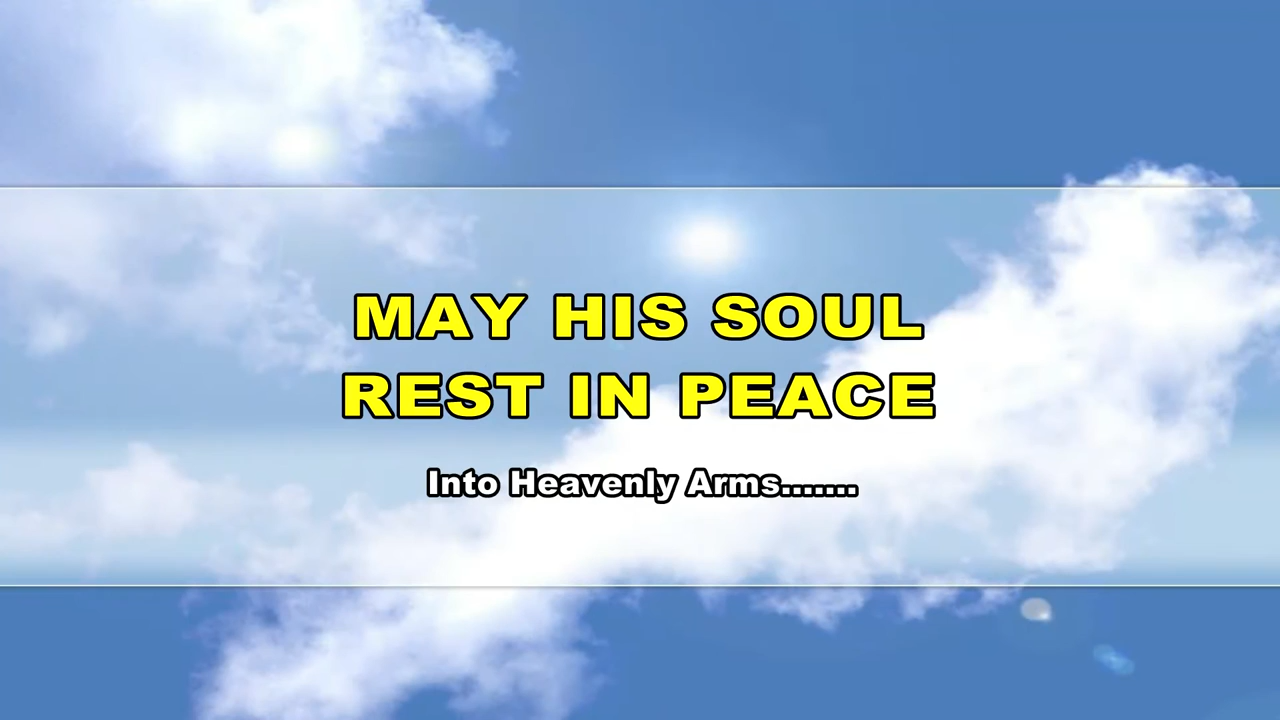 MAY HIS SOUL
REST IN PEACE
Into Heavenly Arms.......